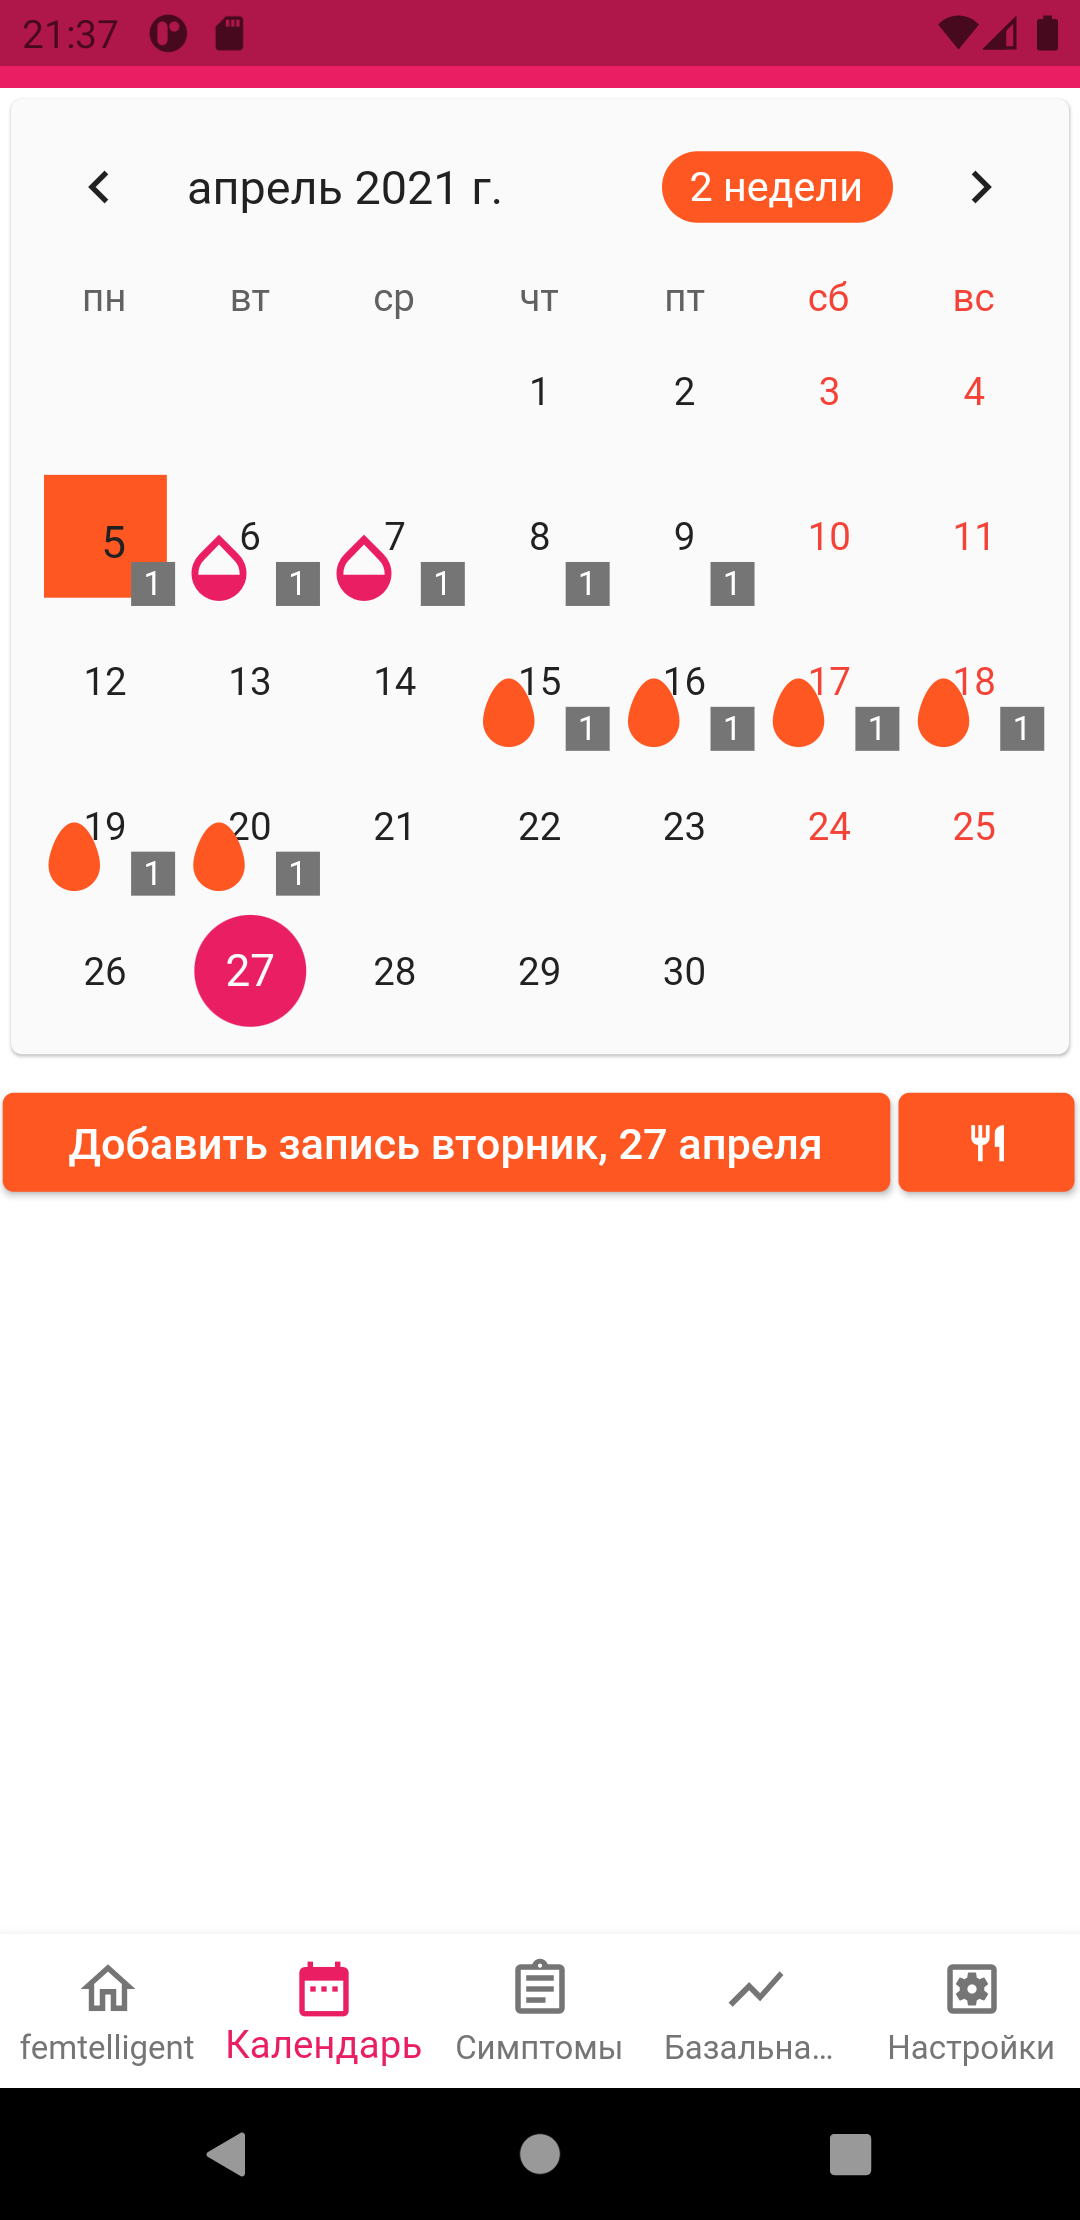 21:37
апрель 2021 г. 2 недели
пн вт ср чт пт сб вс
1 2 3 4
5 6 7 8 9 10 11
1 1 1 1 1
12 13 14 15 16 17 18
1 1 1 1
19 20 21 22 23 24 25
1 1
26 27 28 29 30
Добавить запись вторник, 27 апреля
femtelligent Календарь Симптомы Базальна... Настройки